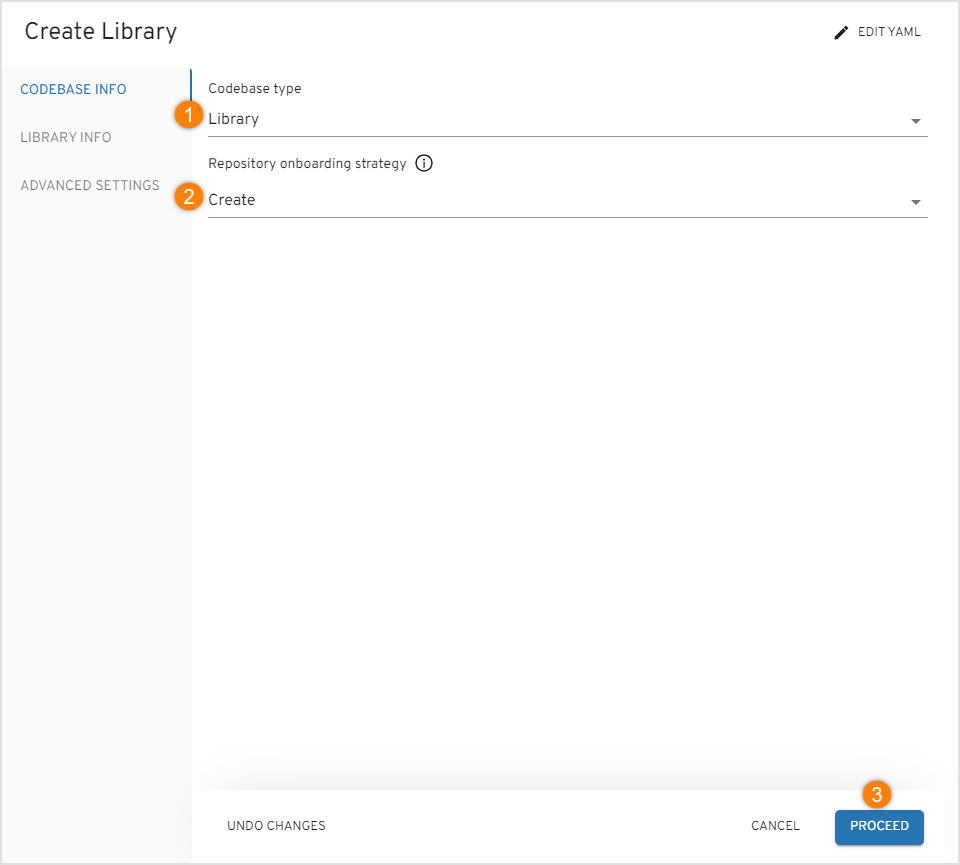 Create Library
EDIT YAML
CODEBASE INFO
LIBRARY INFO
ADVANCED SETTINGS
Codebase type
1
Library
Repository onboarding strategy
2
Create
3
UNDO CHANGES
CANCEL
PROCEED